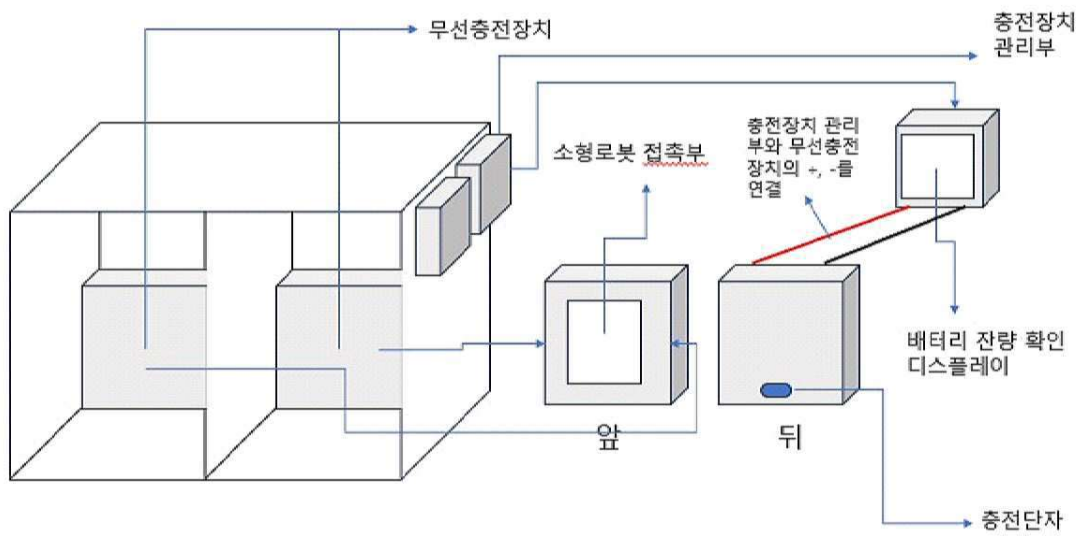 무선충전장치
충전장치
관리부
소형로봇 접촉부
충전장치 관리
부와 무선충전
장치의 +, -를
연결
배터리 잔량 확인
디스플레이
앞
뒤
충전단자